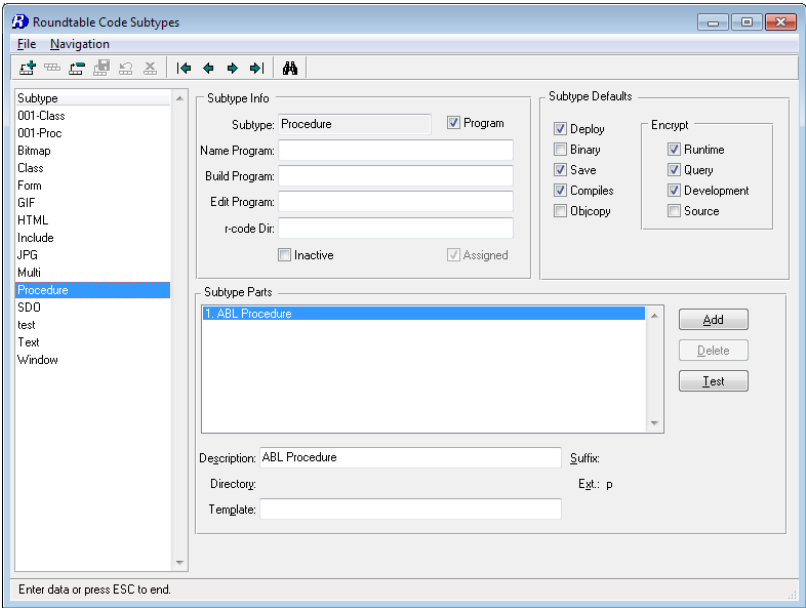 Roundtable Code Subtypes
File Navigation
Subtype
001-Class
001-Proc
Bitmap
Class
Form
GIF
HTML
Include
JPG
Multi
Procedure
SDO
test
Text
Window
Subtype Info
Subtype: Procedure Program
Name Program:
Build Program:
Edit Program:
r-code Dir:
Inactive Assigned
Subtype Defaults
Deploy
Binary
Save
Compiles
Objcopy
Encrypt
Runtime
Query
Development
Source
Subtype Parts
1. ABL Procedure
Add
Delete
Test
Description: ABL Procedure Suffix:
Directory: Ext.: p
Template:
Enter data or press ESC to end.